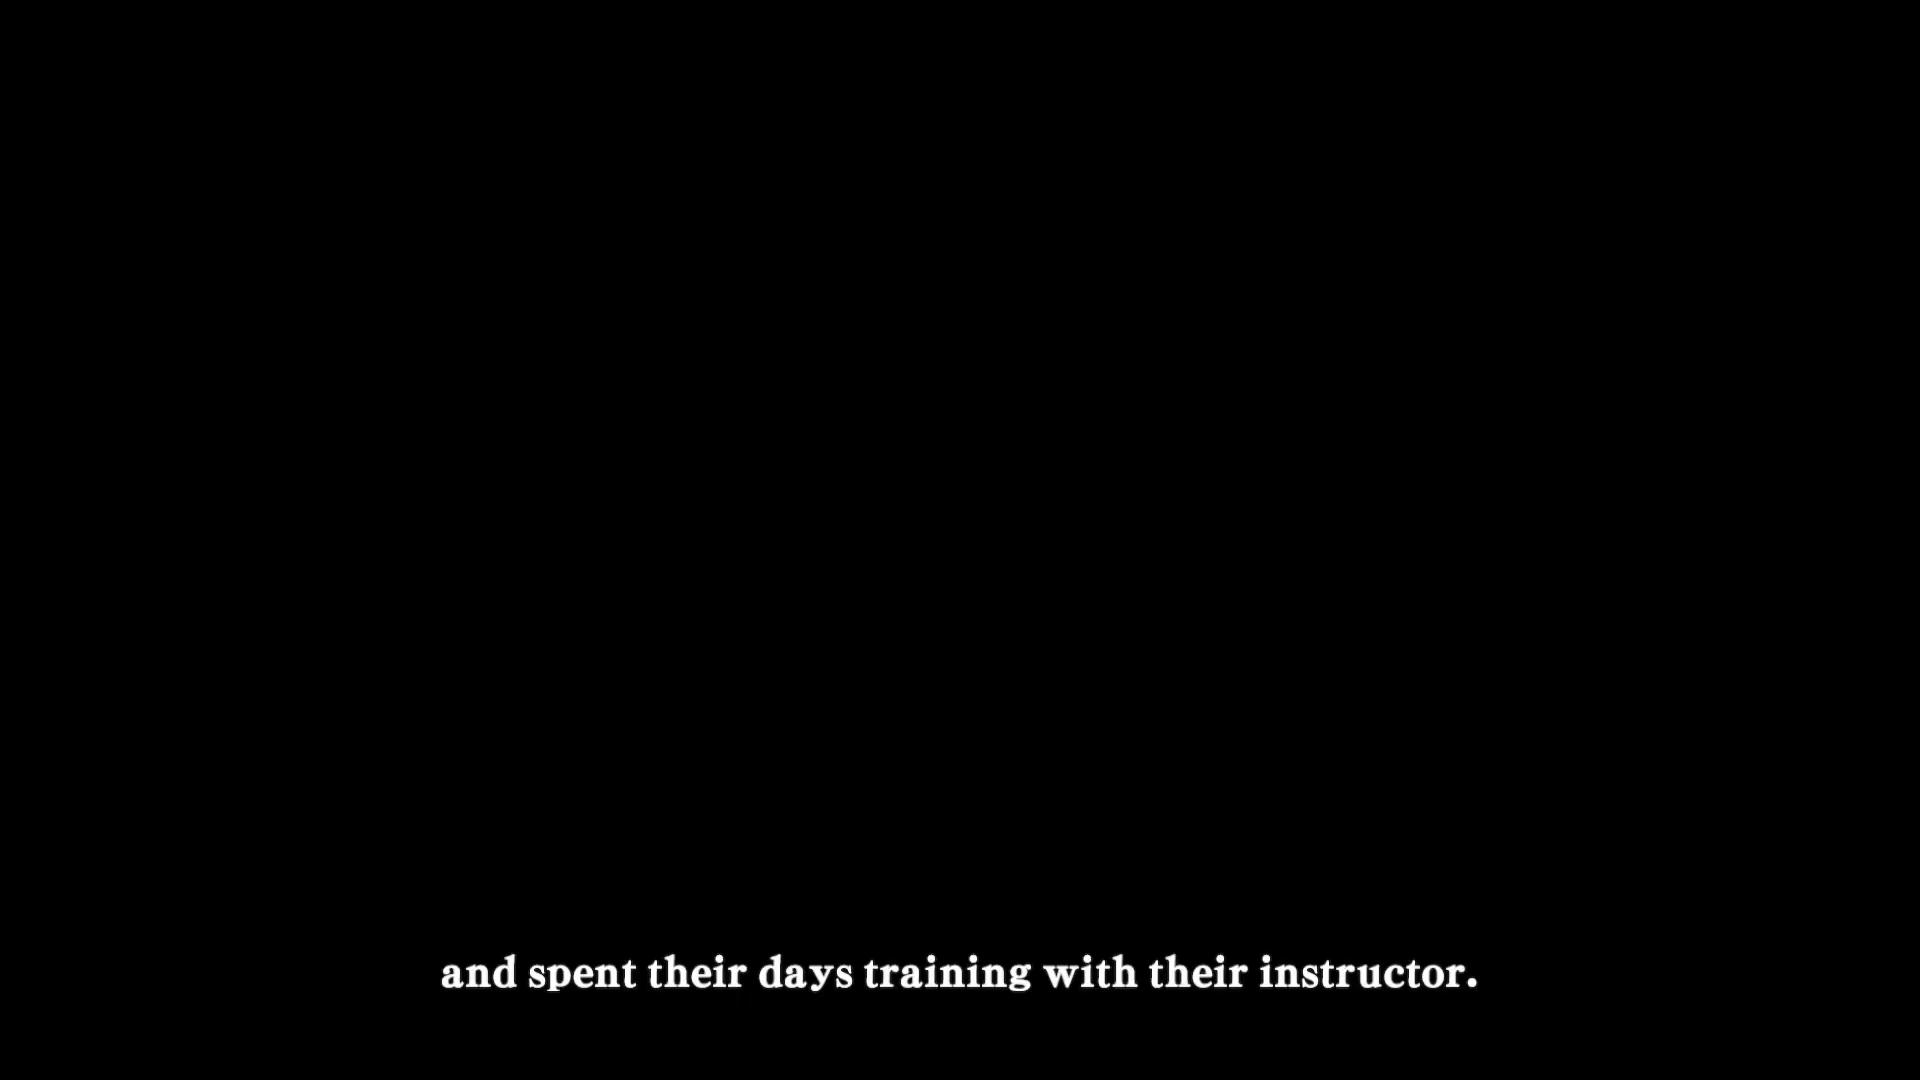 and spent their days training with their instructor.